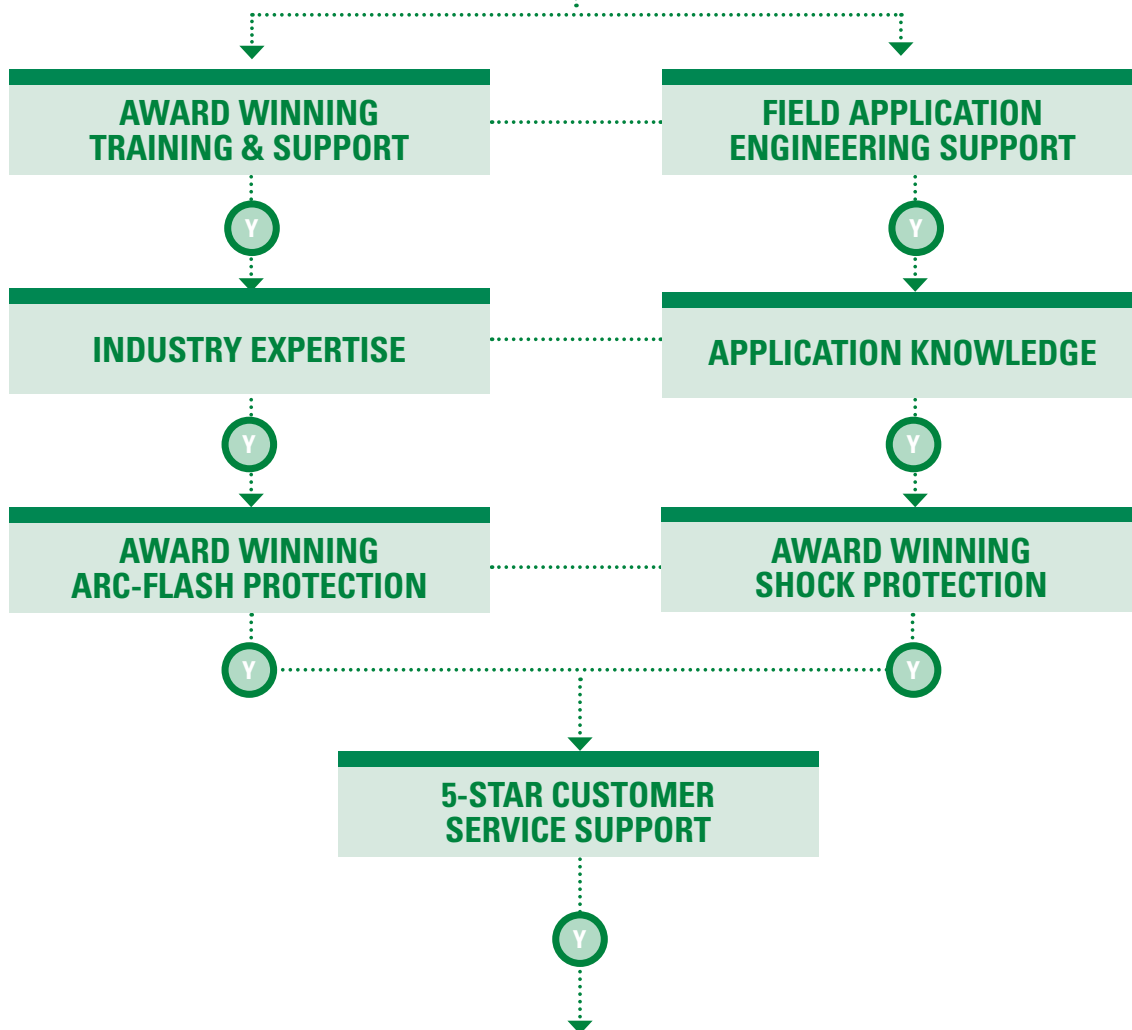 AWARD WINNING
TRAINING & SUPPORT
FIELD APPLICATION
ENGINEERING SUPPORT
Y
Y
INDUSTRY EXPERTISE
APPLICATION KNOWLEDGE
Y
Y
AWARD WINNING
ARC-FLASH PROTECTION
AWARD WINNING
SHOCK PROTECTION
Y
Y
5-STAR CUSTOMER
SERVICE SUPPORT
Y